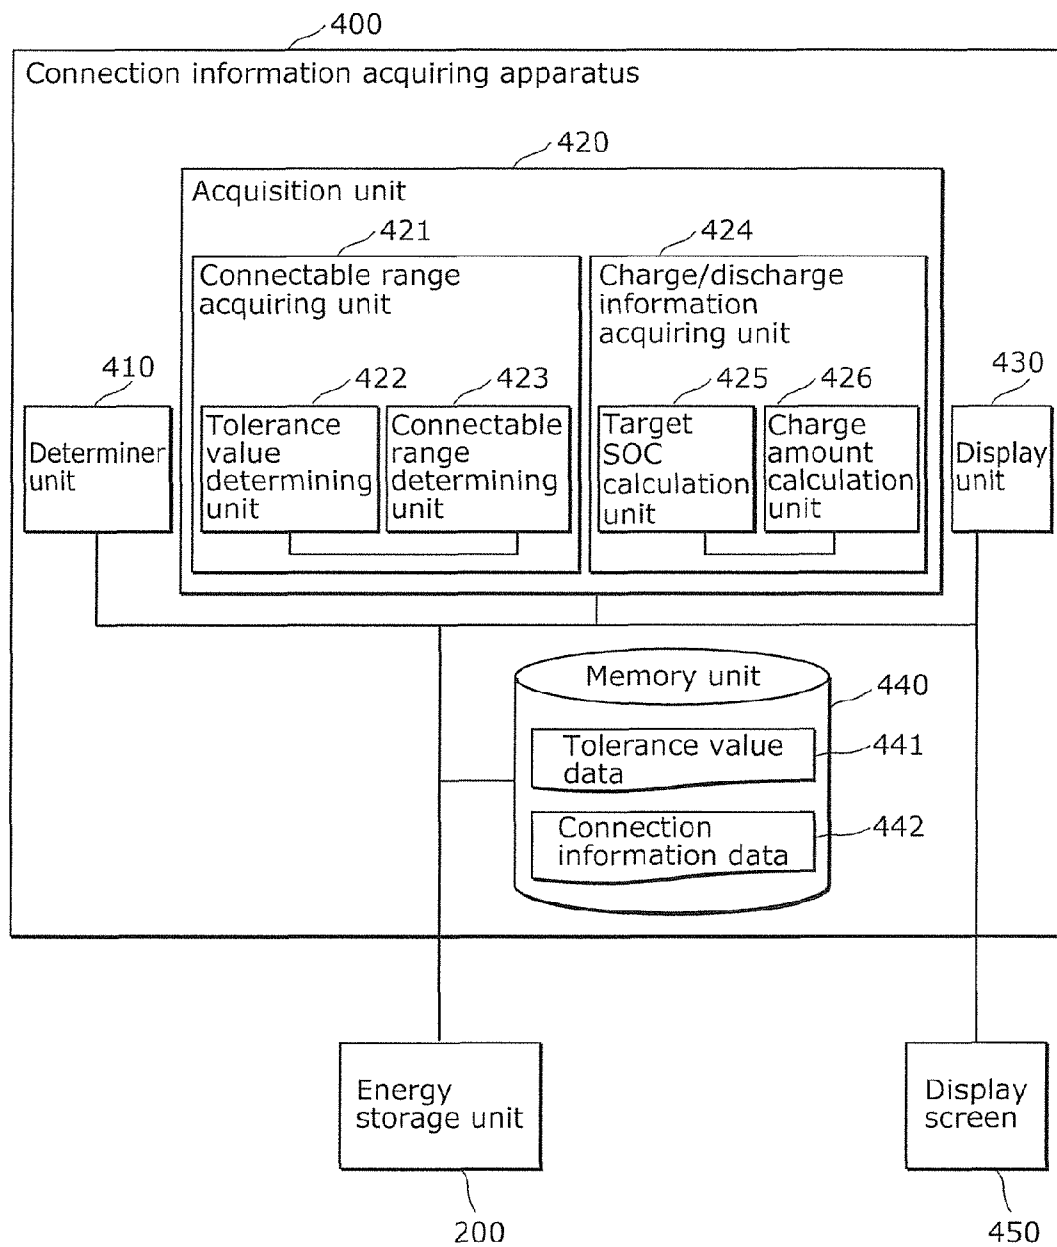 400
Connection information acquiring apparatus
420
Acquisition unit
421
Connectable range
acquiring unit
424
Charge/discharge
information
acquiring unit
410
Determiner
unit
422
Tolerance
value
determining
unit
423
Connectable
range
determining
unit
425
Target
SOC
calculation
unit
426
Charge
amount
calculation
unit
430
Display
unit
Memory unit
440
Tolerance value
data
441
Connection
information data
442
Energy
storage unit
200
Display
screen
450